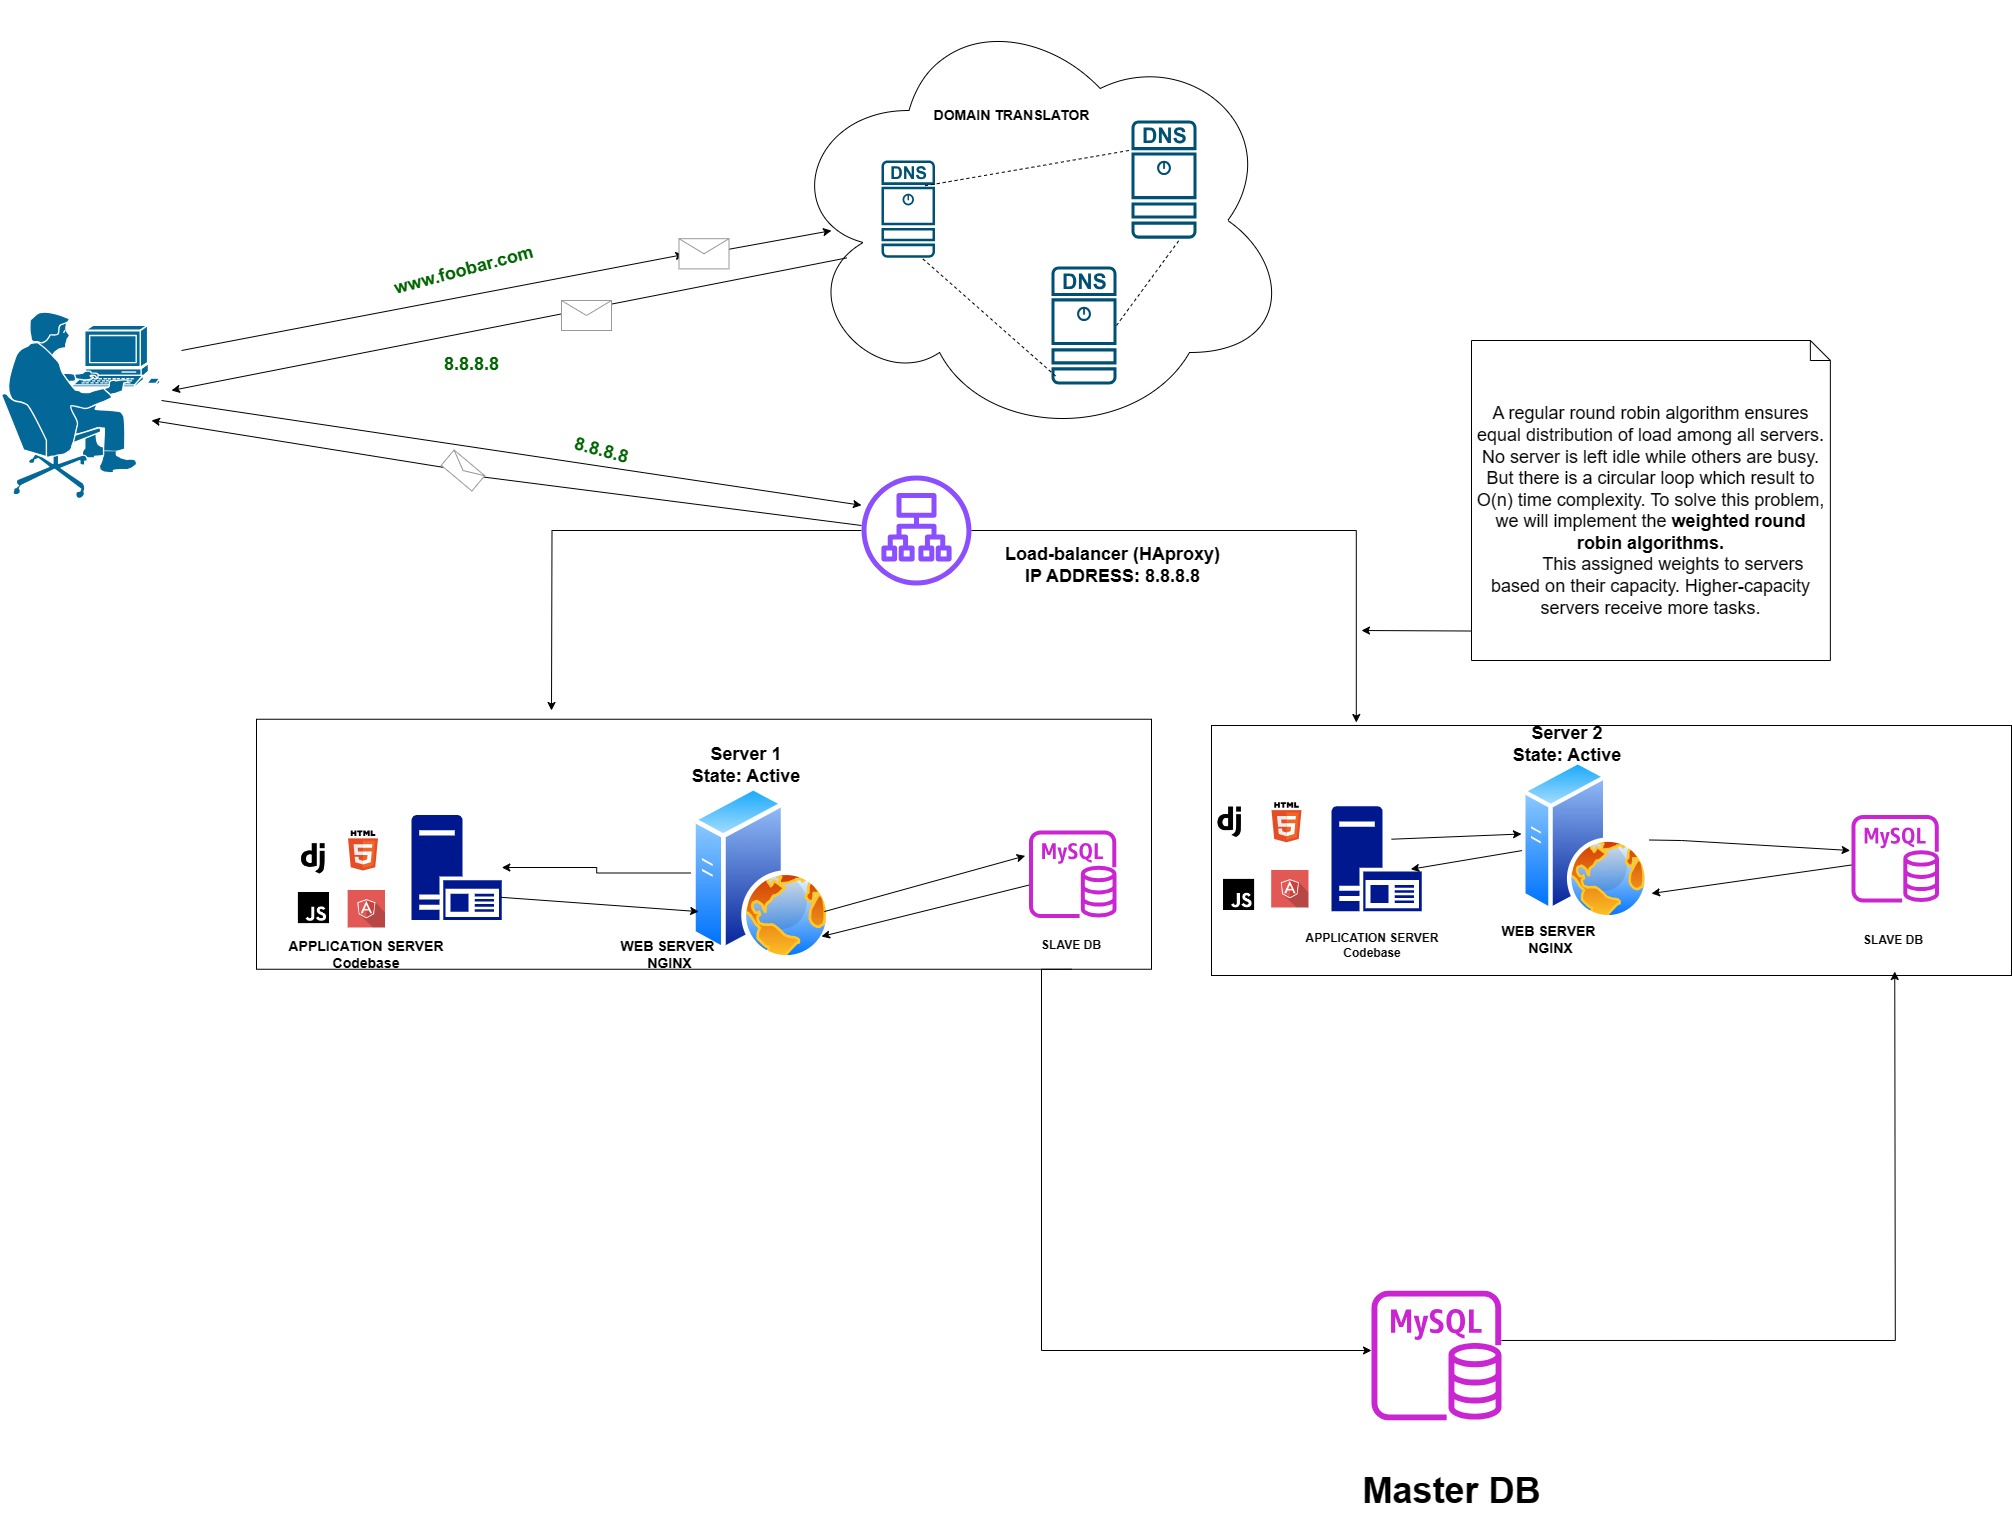 DOMAIN TRANSLATOR
DNS
DNS
DNS
www.foobar.com
8.8.8.8
8.8.8.8
A regular round robin algorithm ensures
equal distribution of load among all servers.
No server is left idle while others are busy.
But there is a circular loop which result to
O(n) time complexity. To solve this problem,
we will implement the weighted round
robin algorithms.
This assigned weights to servers
based on their capacity. Higher-capacity
servers receive more tasks.
Load-balancer (HAproxy)
IP ADDRESS: 8.8.8.8
Server 1
State: Active
dj
HTML
5
JS
A
APPLICATION SERVER
Codebase
WEB SERVER
NGINX
MySQL
SLAVE DB
Server 2
State: Active
dj
HTML
5
JS
A
APPLICATION SERVER
Codebase
WEB SERVER
NGINX
MySQL
SLAVE DB
MySQL
Master DB